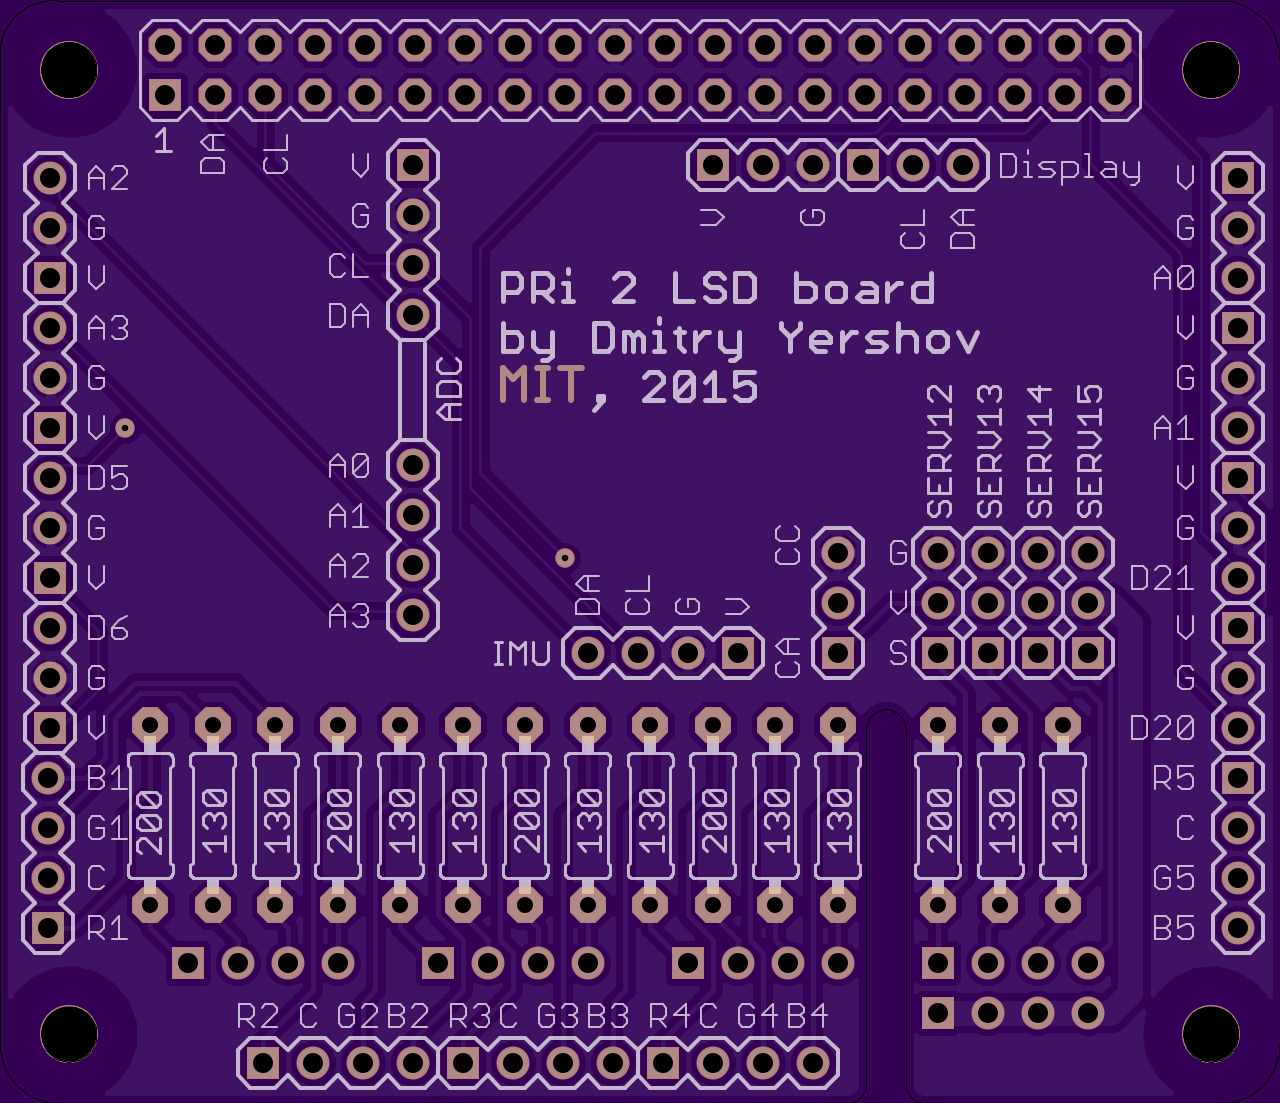 1 DA CL
V
G
CL
DA
ADC
A0
A1
A2
A3
A2
G
V
A3
G
V
D5
G
V
D6
G
V
B1
G1
C
R1
Display
V G CL DA
PRi 2 LSD board
by Dmitry Yershov
MIT, 2015
SERV12 SERV13 SERV14 SERV15
G
V
S
CC
CA
DA CL G V
IMU
V
G
A0
V
G
A1
V
G
D21
V
G
D20
R5
C
G5
B5
200 130 130 200 130 130 200 130 130 200 130 130 200 130 130
R2 C G2 B2 R3 C G3 B3 R4 C G4 B4